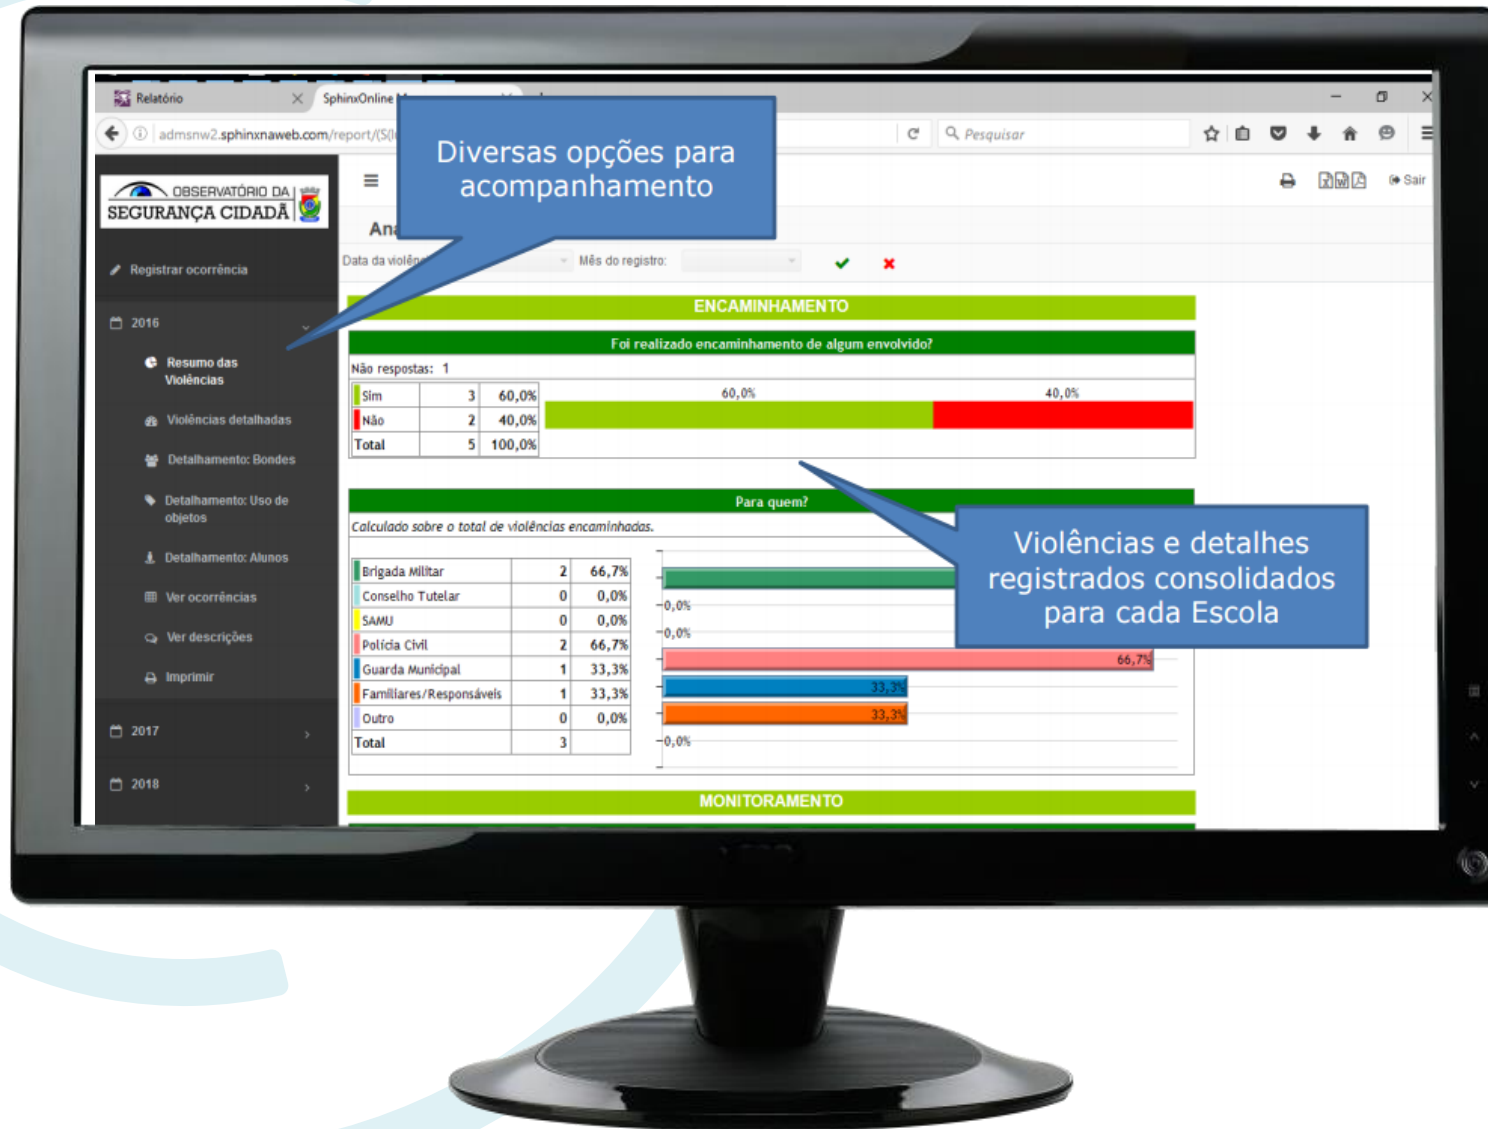 Relatório
SphinxOnline
admsnw2.sphinxnaweb.com/report/(S(
Pesquisar
Diversas opções para
acompanhamento
OBSERVATÓRIO DA
SEGURANÇA CIDADÃ
Sair
Data da
Mês do registro:
Registrar ocorrência
2016
Resumo das
Violências
Violências detalhadas
Detalhamento: Bondes
Detalhamento: Uso de
objetos
Detalhamento: Alunos
Ver ocorrências
Ver descrições
Imprimir
2017
2018
ENCAMINHAMENTO
Foi realizado encaminhamento de algum envolvido?
Não respostas: 1
Sim 3 60,0%
Não 2 40,0%
Total 5 100,0%
60,0% 40,0%
Para quem?
Calculado sobre o total de violências encaminhadas.
Brigada Militar 2 66,7%
Conselho Tutelar 0 0,0%
SAMU 0 0,0%
Polícia Civil 2 66,7%
Guarda Municipal 1 33,3%
Famíliares/Responsáveis 1 33,3%
Outro 0 0,0%
Total 3
0,0%
0,0%
66,7%
33,3%
33,3%
0,0%
Violências e detalhes
registrados consolidados
para cada Escola
MONITORAMENTO